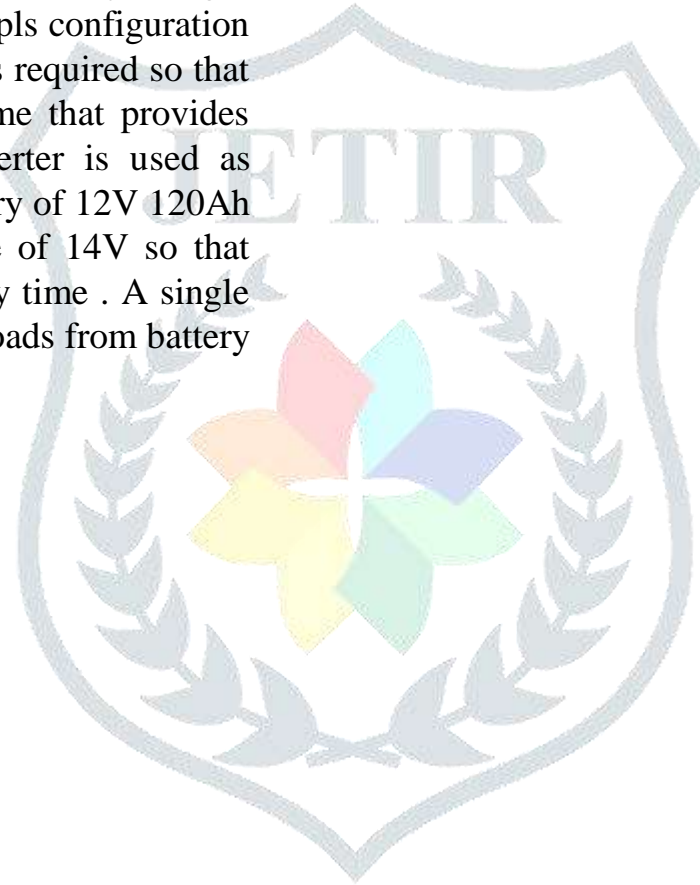 pls configuration
s required so that
me that provides
erter is used as
ry of 12V 120Ah
e of 14V so that
y time . A single
oads from battery
JETIR